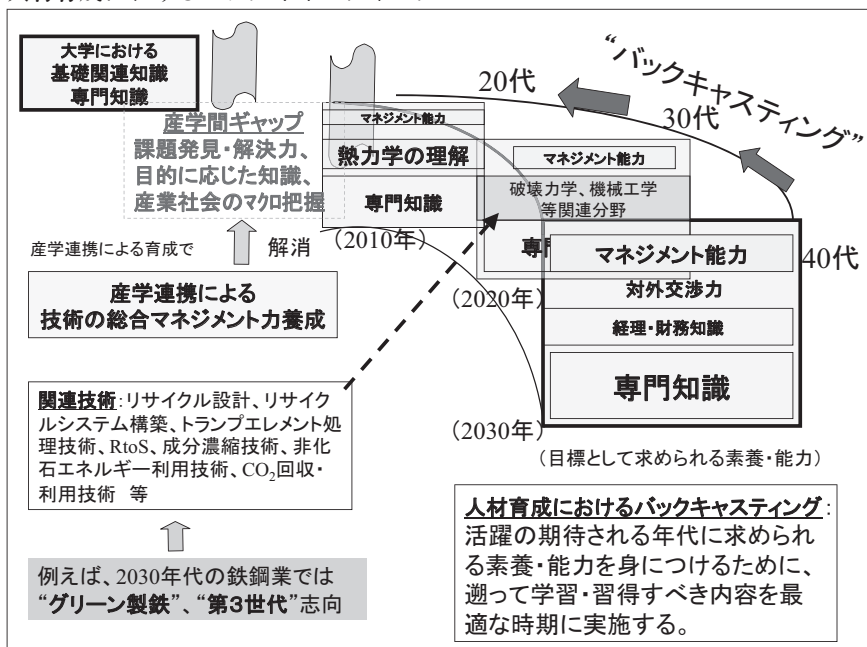 大学における
基礎関連知識
専門知識
産学間ギャップ
課題発見・解決力、
目的に応じた知識、
産業社会のマクロ把握
産学連携による育成で
解消
産学連携による
技術の総合マネジメント力養成
マネジメント能力
熱力学の理解
専門知識
(2010年)
20代
30代
“バックキャスティング”
マネジメント能力
破壊力学、機械工学
等関連分野
専門
(2020年)
40代
マネジメント能力
対外交渉力
経理・財務知識
専門知識
(2030年)
(目標として求められる素養・能力)
関連技術:リサイクル設計、リサイク
ルシステム構築、トランプエレメント処
理技術、RtoS、成分濃縮技術、非化
石エネルギー利用技術、CO₂回収・
利用技術 等
例えば、2030年代の鉄鋼業では
“グリーン製鉄”、“第3世代”志向
人材育成におけるバックキャスティング:
活躍の期待される年代に求められ
る素養・能力を身につけるために、
遡って学習・習得すべき内容を最
適な時期に実施する。